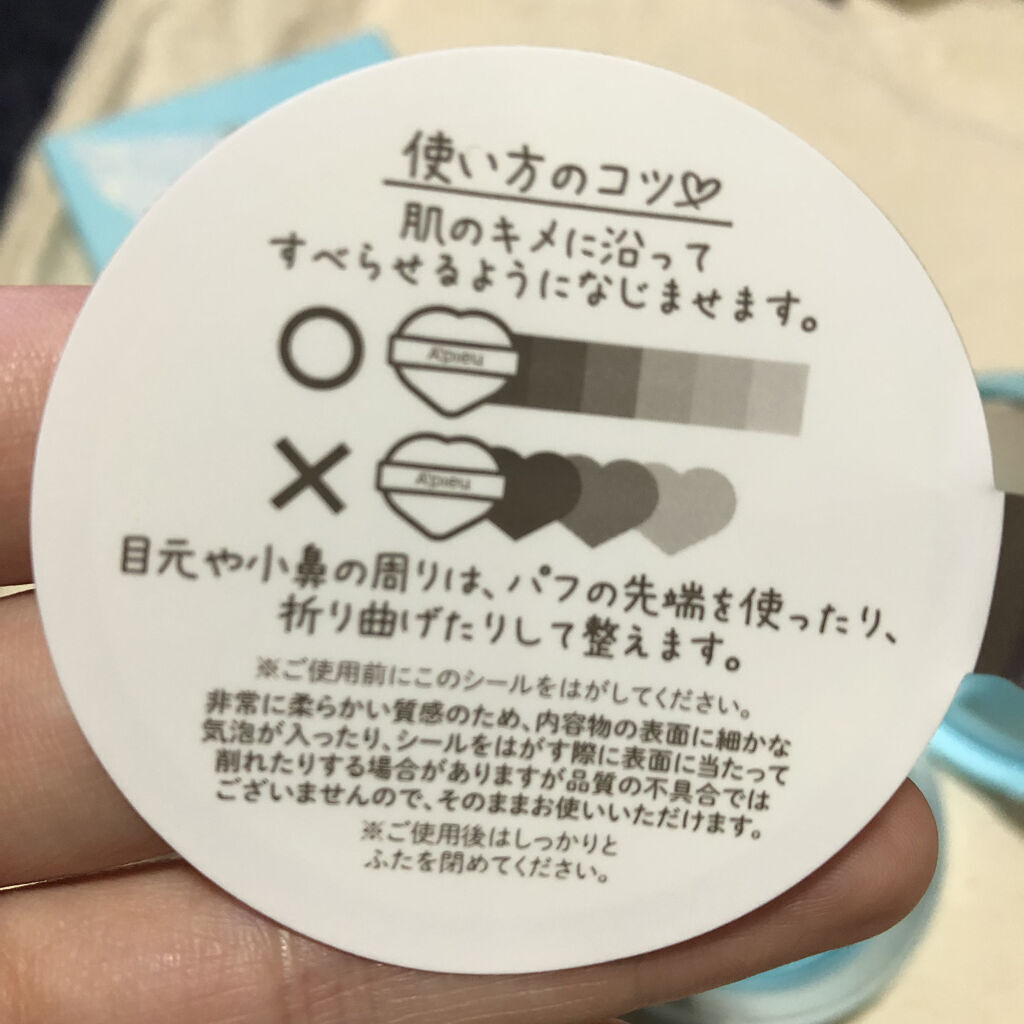 使い方のコツ♡
肌のキメに沿って
すべらせるようになじませます。
A'pieu
A'pieu
目元や小鼻の周りは、パフの先端を使ったり、
折り曲げたりして整えます。
※ご使用前にこのシールをはがしてください。
非常に柔らかい質感のため、内容物の表面に細かな
気泡が入ったり、シールをはがす際に表面に当たって
削れたりする場合がありますが品質の不具合では
ございませんので、そのままお使いいただけます。
※ご使用後はしっかりと
ふたを閉めてください。